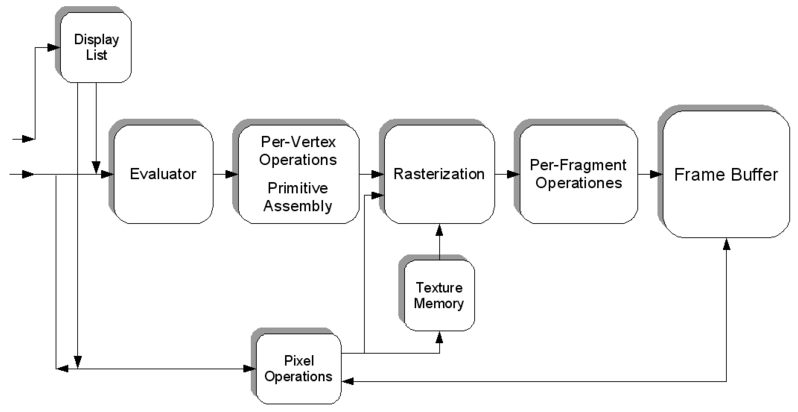 Display
List
Evaluator
Per-Vertex
Operations
Primitive
Assembly
Rasterization
Per-Fragment
Operationes
Frame Buffer
Texture
Memory
Pixel
Operations